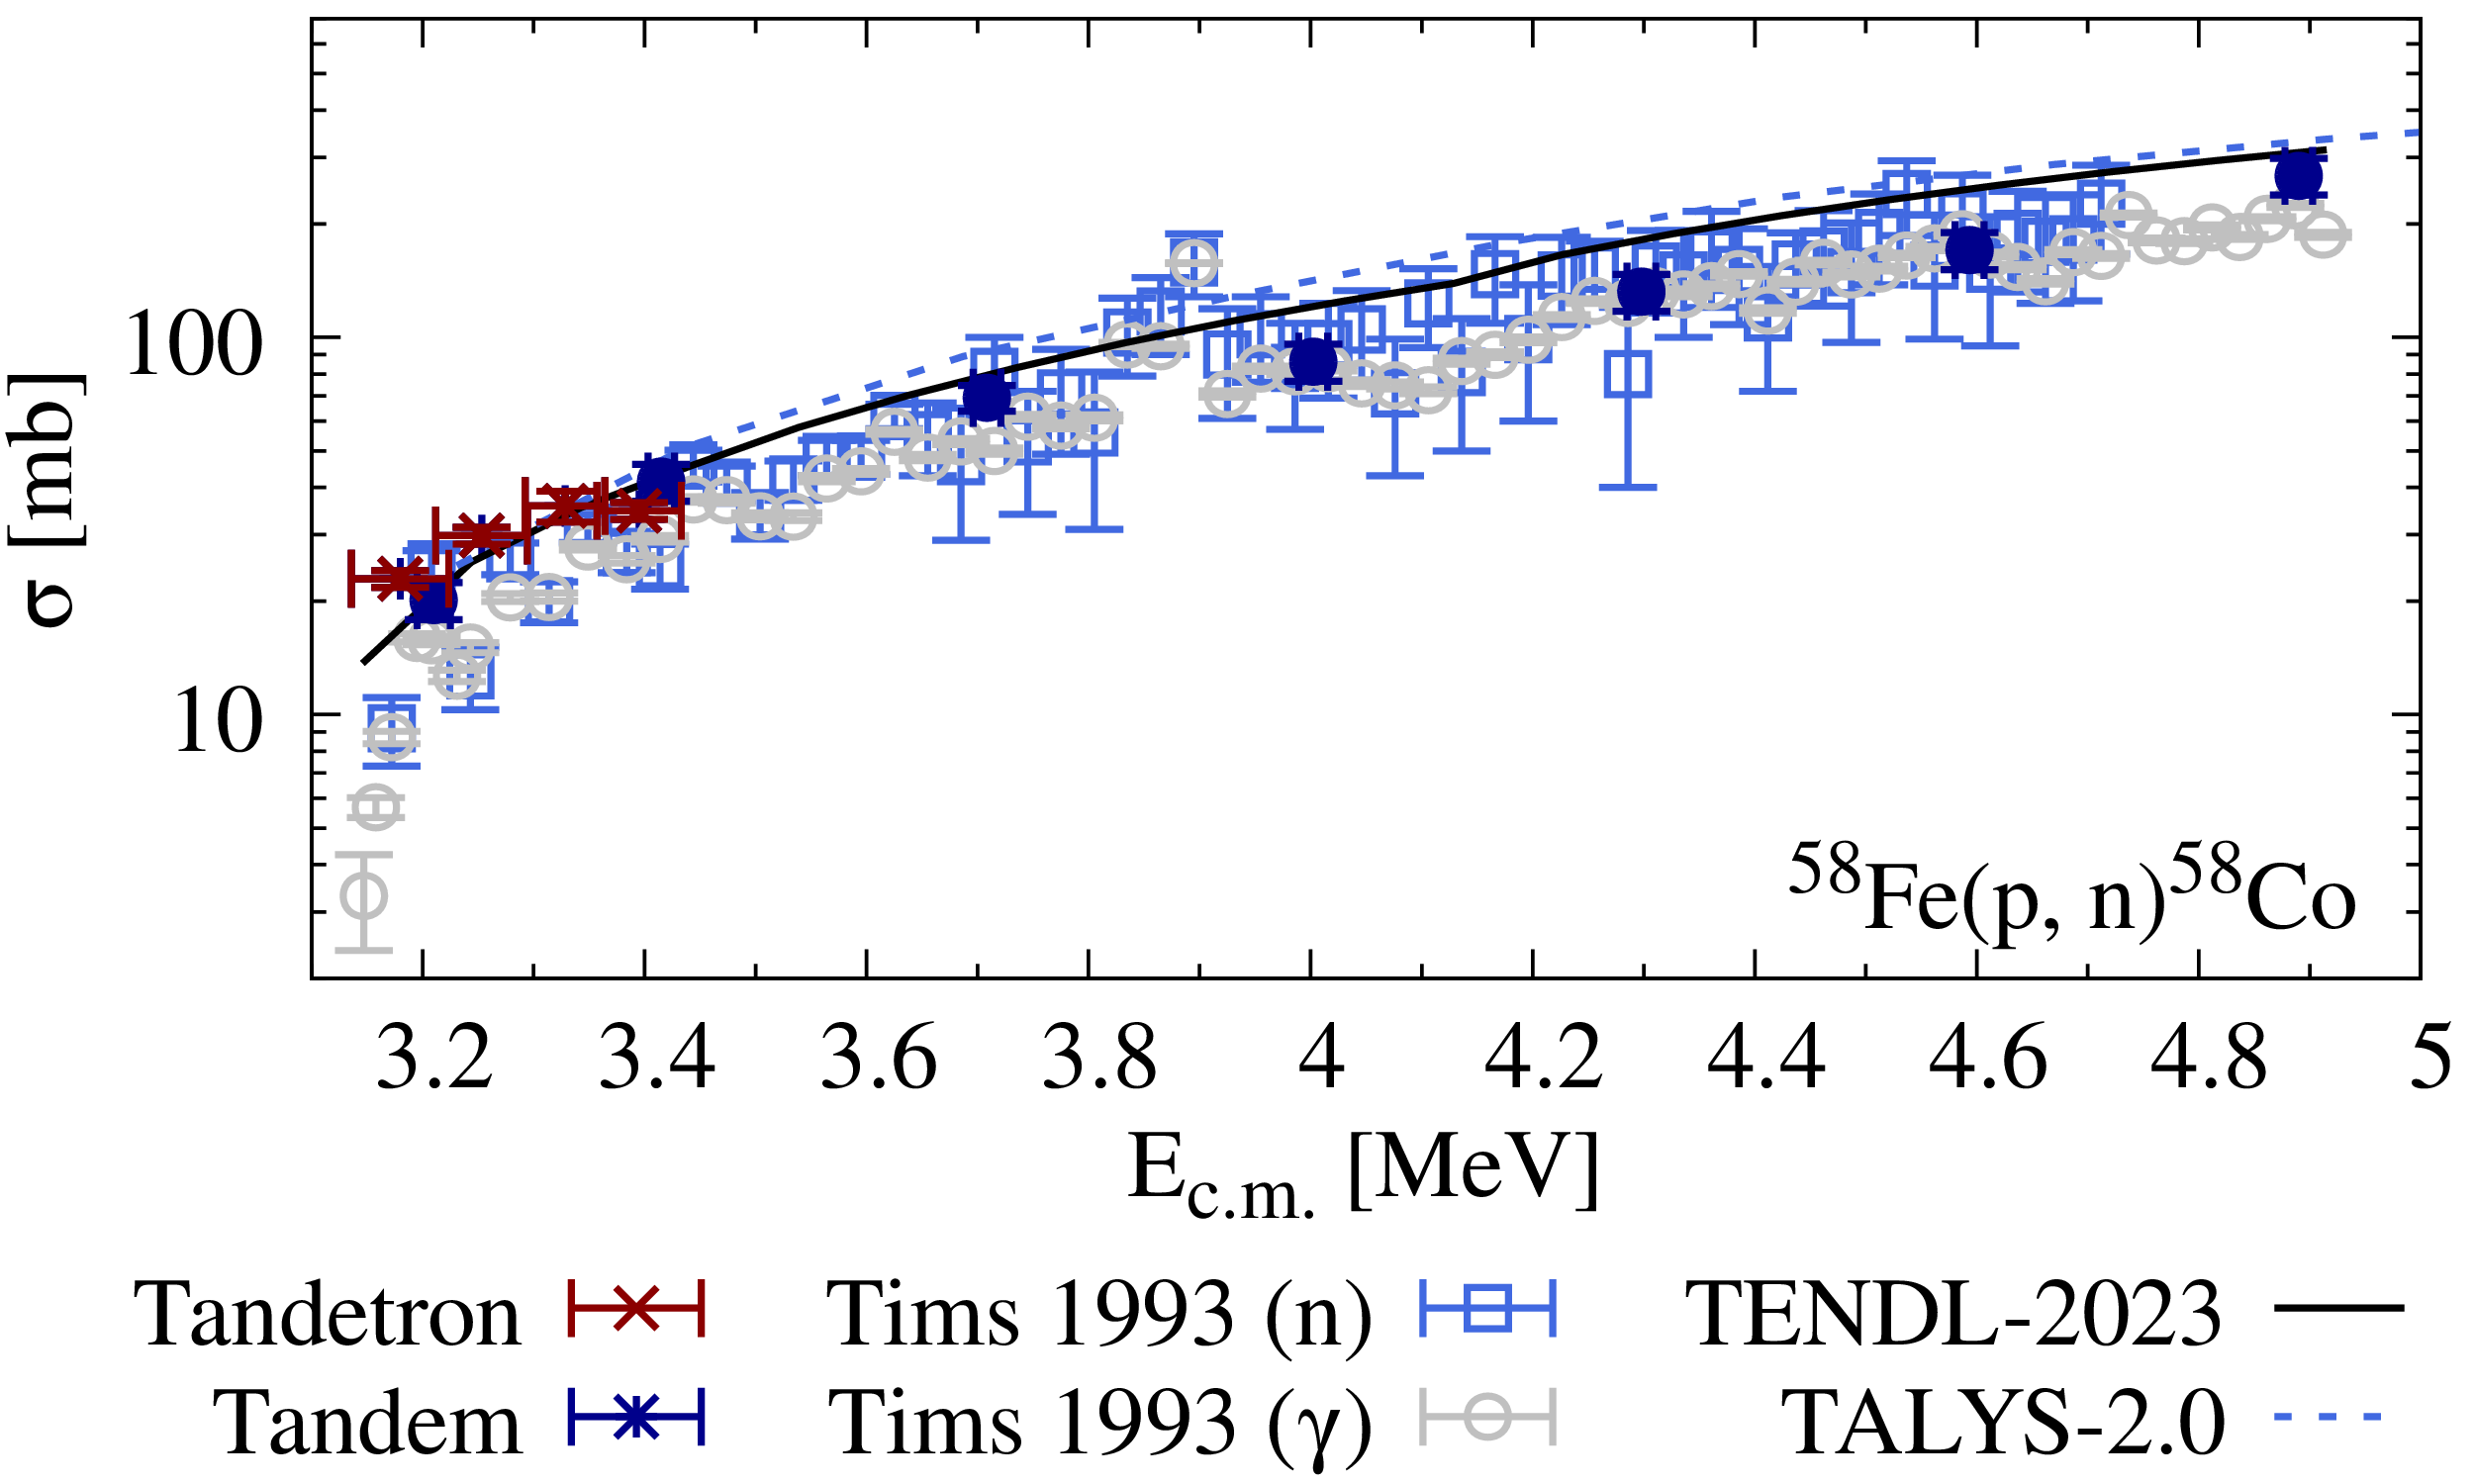 σ [mb]
100
10
⁵⁸Fe(p, n)⁵⁸Co
3.2 3.4 3.6 3.8 4 4.2 4.4 4.6 4.8 5
E_c.m. [MeV]
Tandetron Tims 1993 (n) TENDL-2023
Tandem Tims 1993 (γ) TALYS-2.0